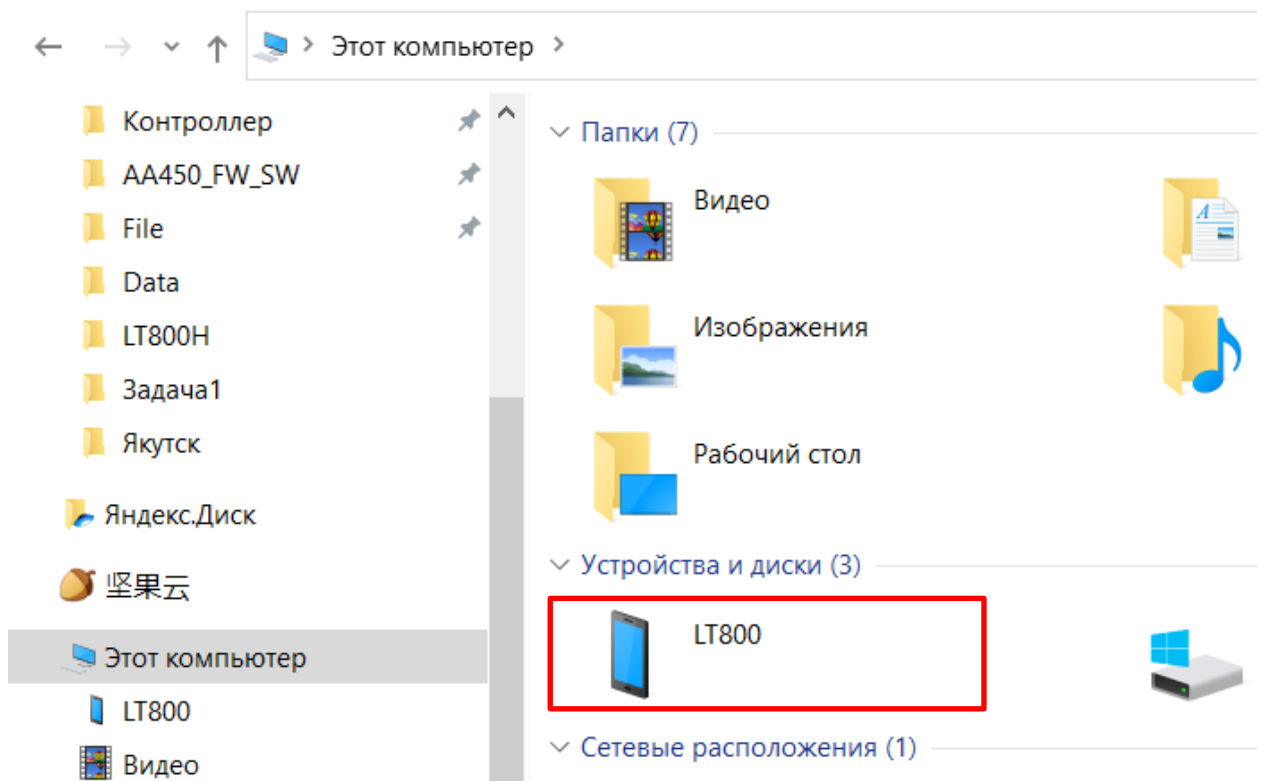 Этот компьютер
Контроллер
AA450_FW_SW
File
Data
LT800H
Задача1
Якутск
Яндекс.Диск
坚果云
Этот компьютер
LT800
Видео
Папки (7)
Видео
Изображения
Рабочий стол
Устройства и диски (3)
LT800
Сетевые расположения (1)